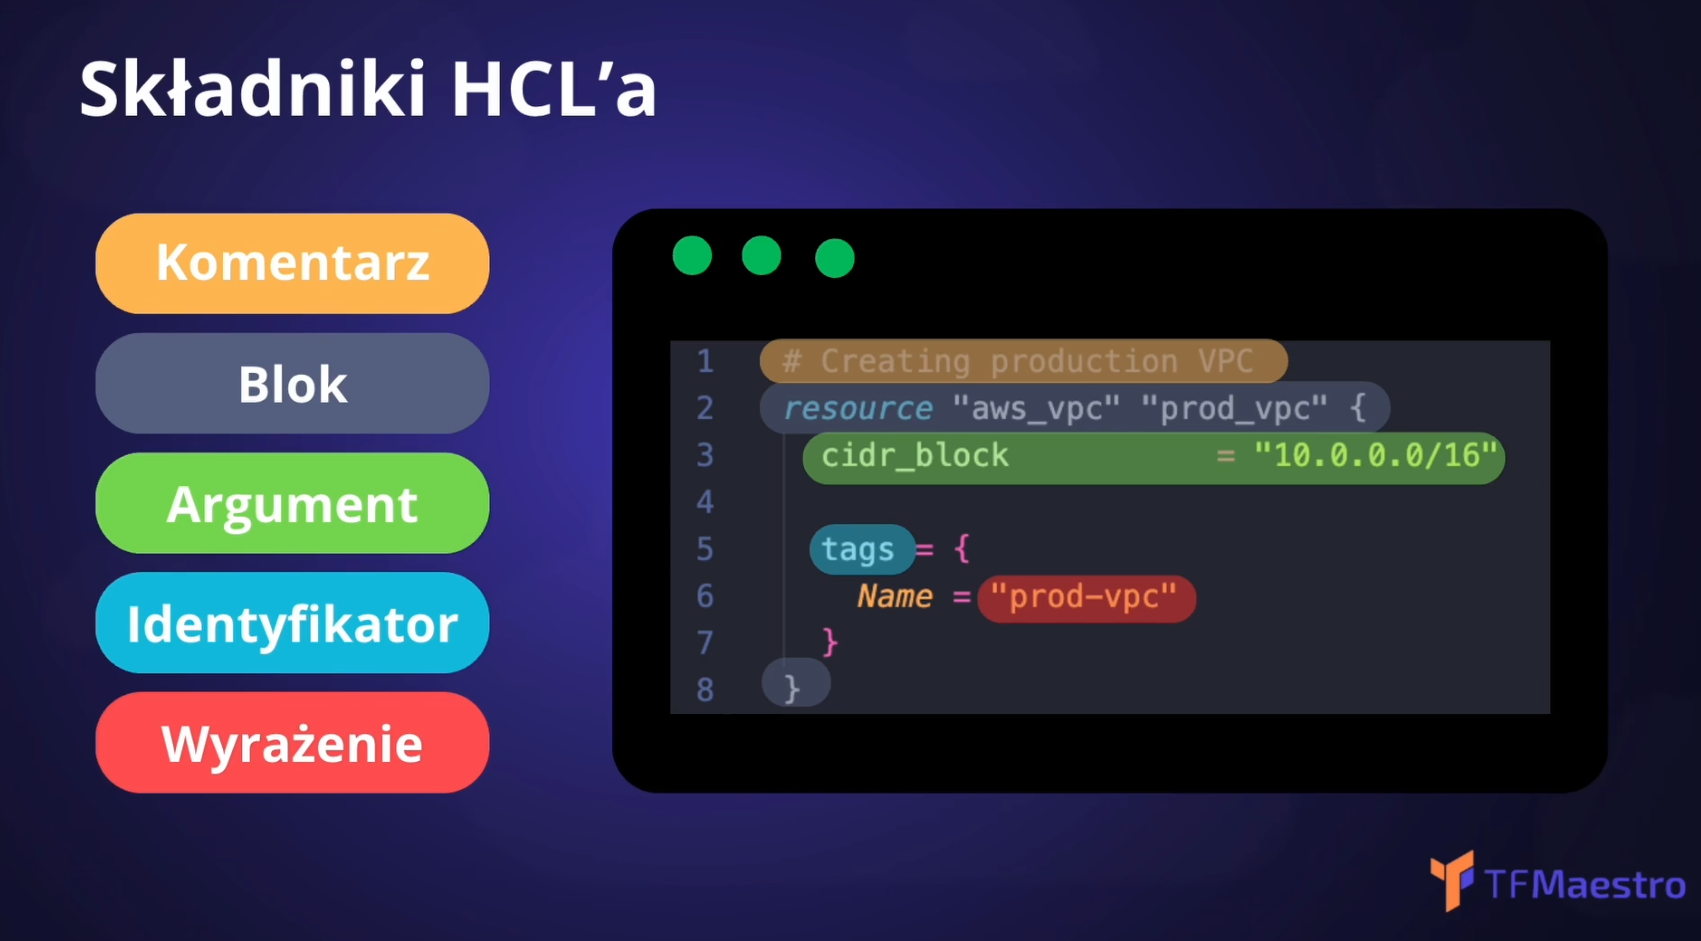 Składniki HCL’a
Komentarz
Blok
Argument
Identyfikator
Wyrażenie
1 # Creating production VPC
2 resource "aws_vpc" "prod_vpc" {
3 cidr_block = "10.0.0.0/16"
4
5 tags = {
6 Name = "prod-vpc"
7 }
8 }
TFMaestro